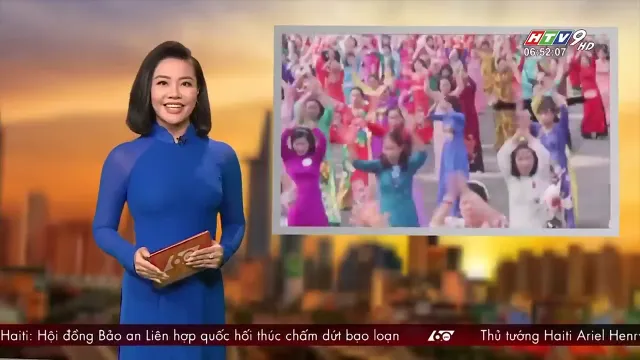 HTV9 HD
06:52:07
Haiti: Hội đồng Bảo an Liên hợp quốc hối thúc chấm dứt bạo loạn
60
Thủ tướng Haiti Ariel Henr